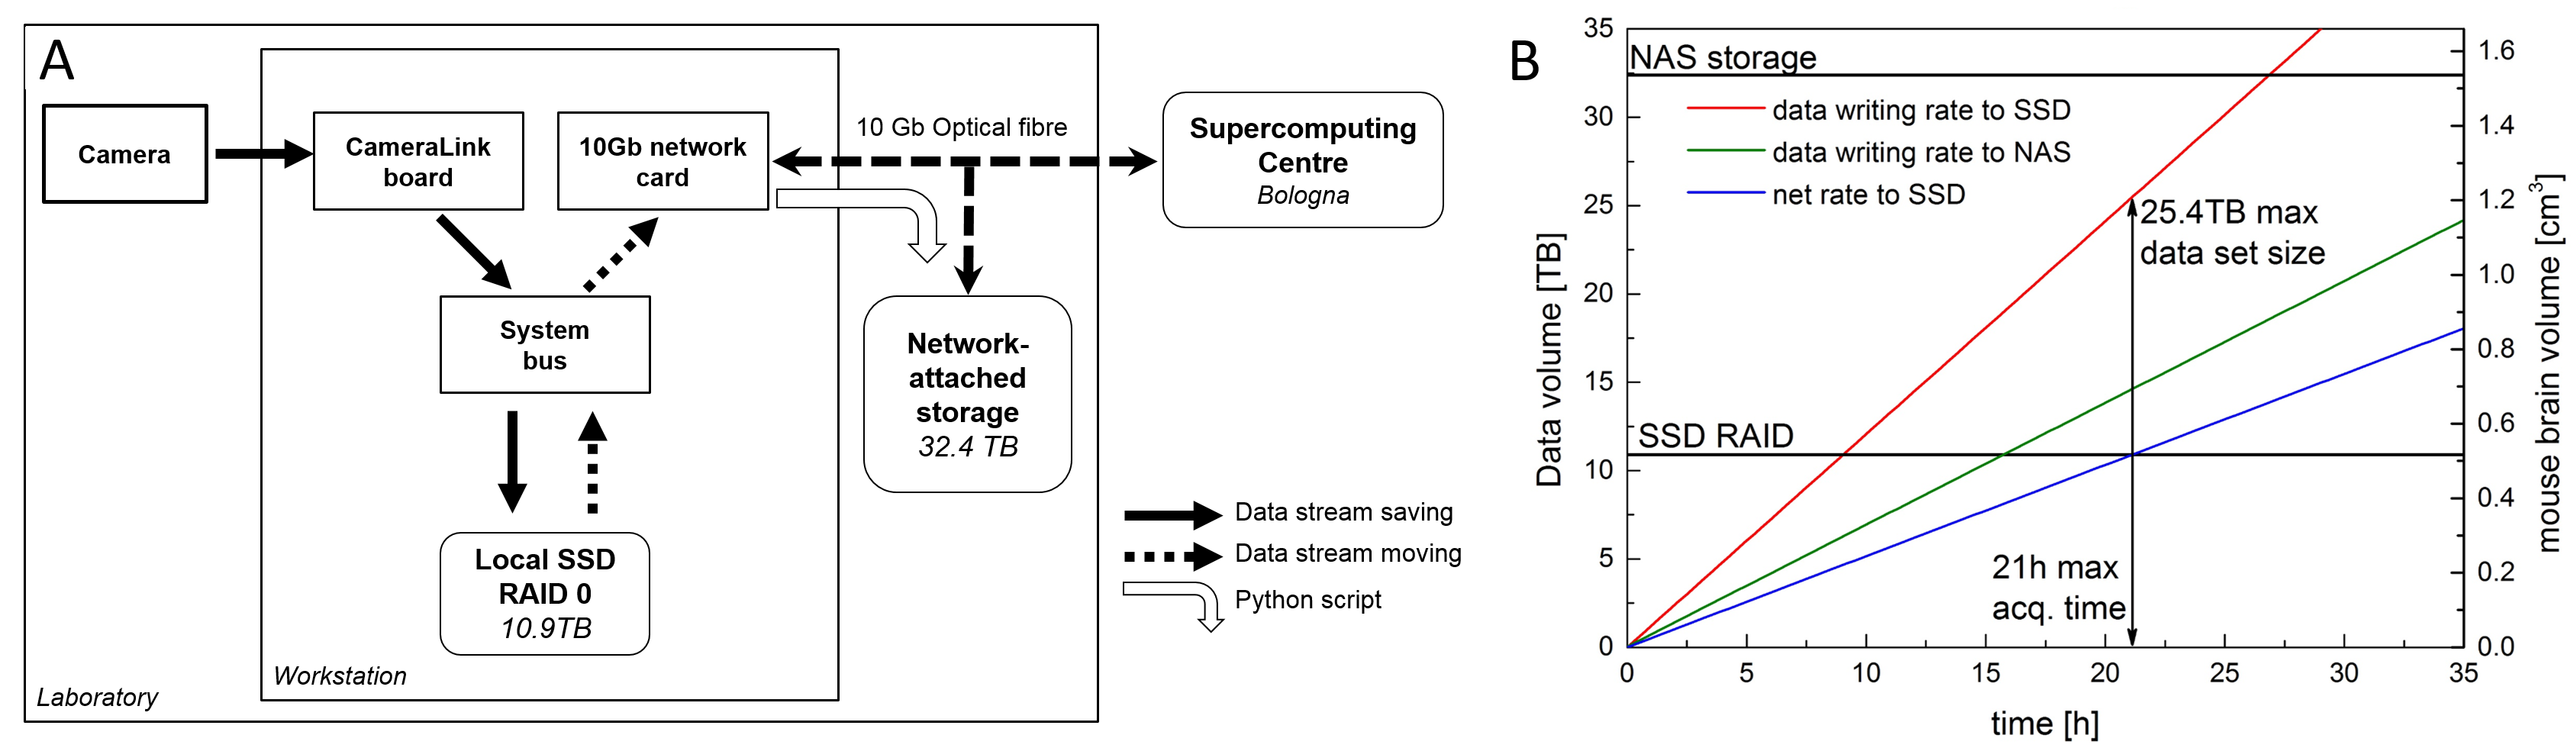 A
Camera
CameraLink
board
10Gb network
card
10 Gb Optical fibre
Supercomputing
Centre
Bologna
System
bus
Network-
attached
storage
32.4 TB
Local SSD
RAID 0
10.9TB
Workstation
Laboratory
Data stream saving
Data stream moving
Python script
B
Data volume [TB]
35
30
25
20
15
10
5
0
NAS storage
data writing rate to SSD
data writing rate to NAS
net rate to SSD
25.4TB max
data set size
SSD RAID
21h max
acq. time
0
5
10
15
20
25
30
35
time [h]
1.6
1.4
1.2
1.0
0.8
0.6
0.4
0.2
0.0
mouse brain volume [cm³]